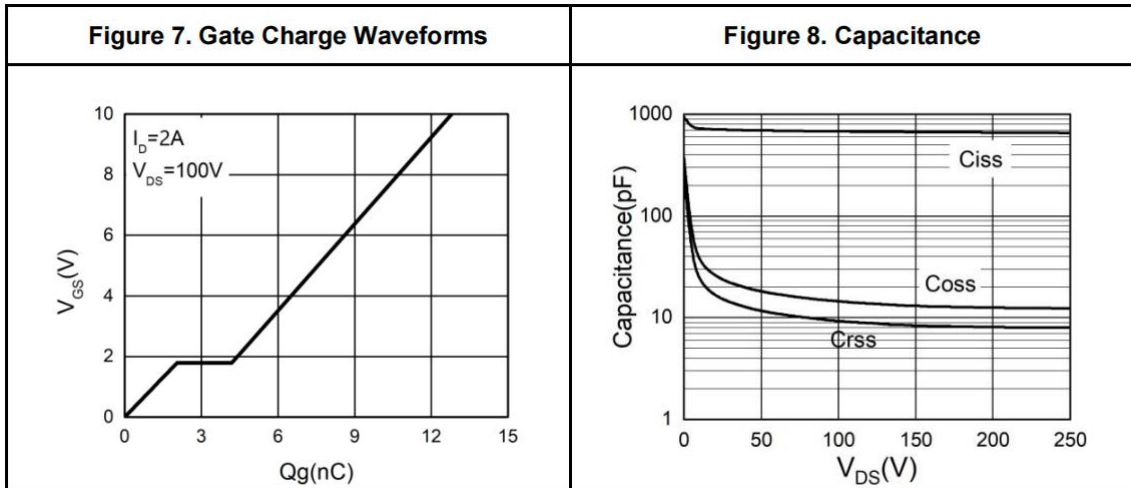 Figure 7. Gate Charge Waveforms
Figure 8. Capacitance
10
8
6
4
2
0
V_GS(V)
I_D=2A
V_DS=100V
0 3 6 9 12 15
Qg(nC)
1000
100
10
1
Capacitance(pF)
Ciss
Coss
Crss
0 50 100 150 200 250
V_DS(V)